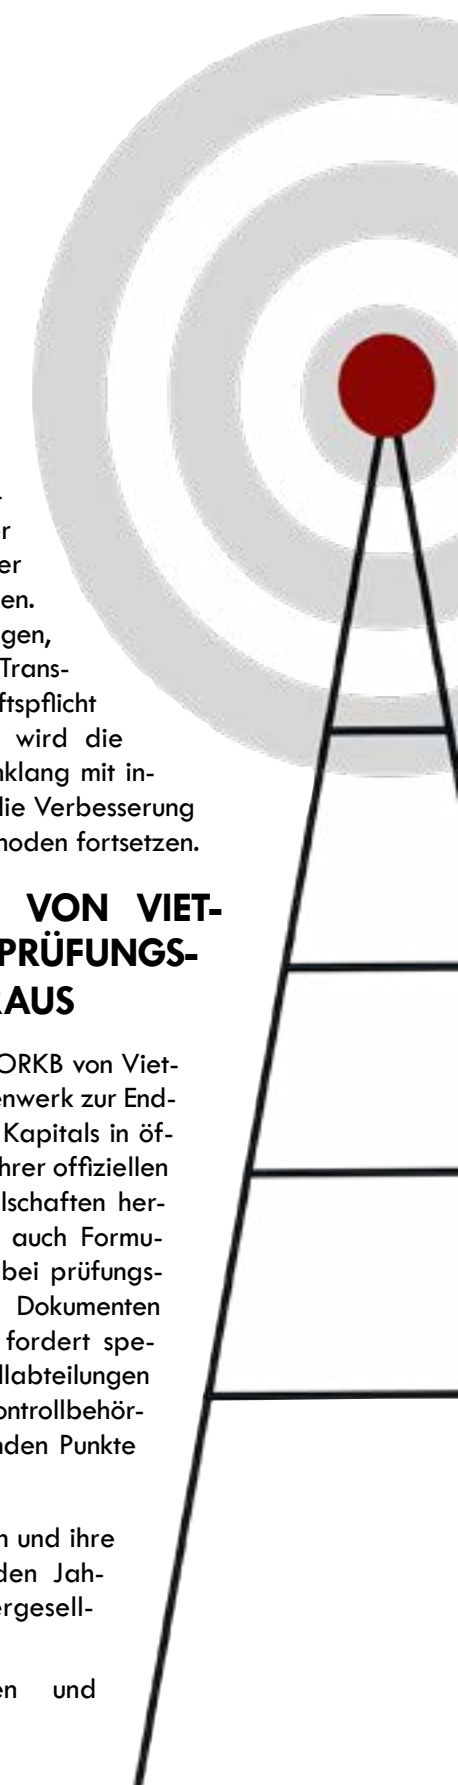 er
en.
gen,
Trans-
ftspflicht
wird die
nklang mit in-
die Verbesserung
noden fortsetzen.
VON VIET-
PRÜFUNGS-
RAUS
ORKB von Viet-
enwerk zur End-
Kapitals in öf-
hrer offiziellen
lschaften her-
auch Formu-
bei prüfungs-
Dokumenten
fordert spe-
llabteilungen
ontrollbehör-
nden Punkte
n und ihre
den Jah-
ergesell-
en und